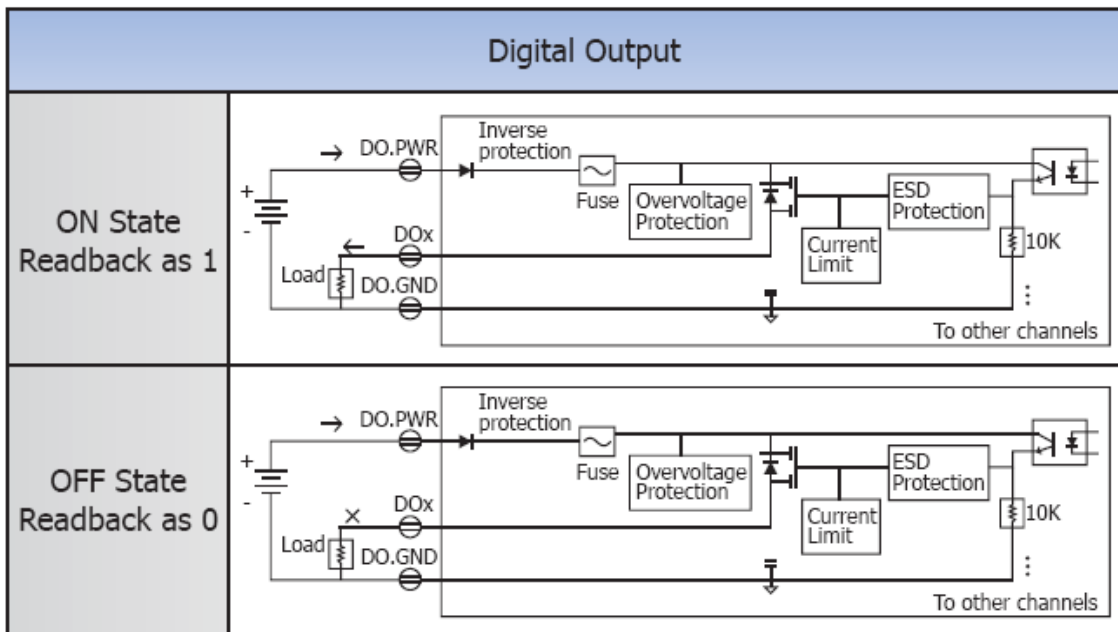 Digital Output
ON State
Readback as 1
DO.PWR
Inverse
protection
Fuse
Overvoltage
Protection
ESD
Protection
Current
Limit
10K
+
-
DOx
Load
DO.GND
...
To other channels
OFF State
Readback as 0
DO.PWR
Inverse
protection
Fuse
Overvoltage
Protection
ESD
Protection
Current
Limit
10K
+
-
DOx
Load
DO.GND
...
To other channels